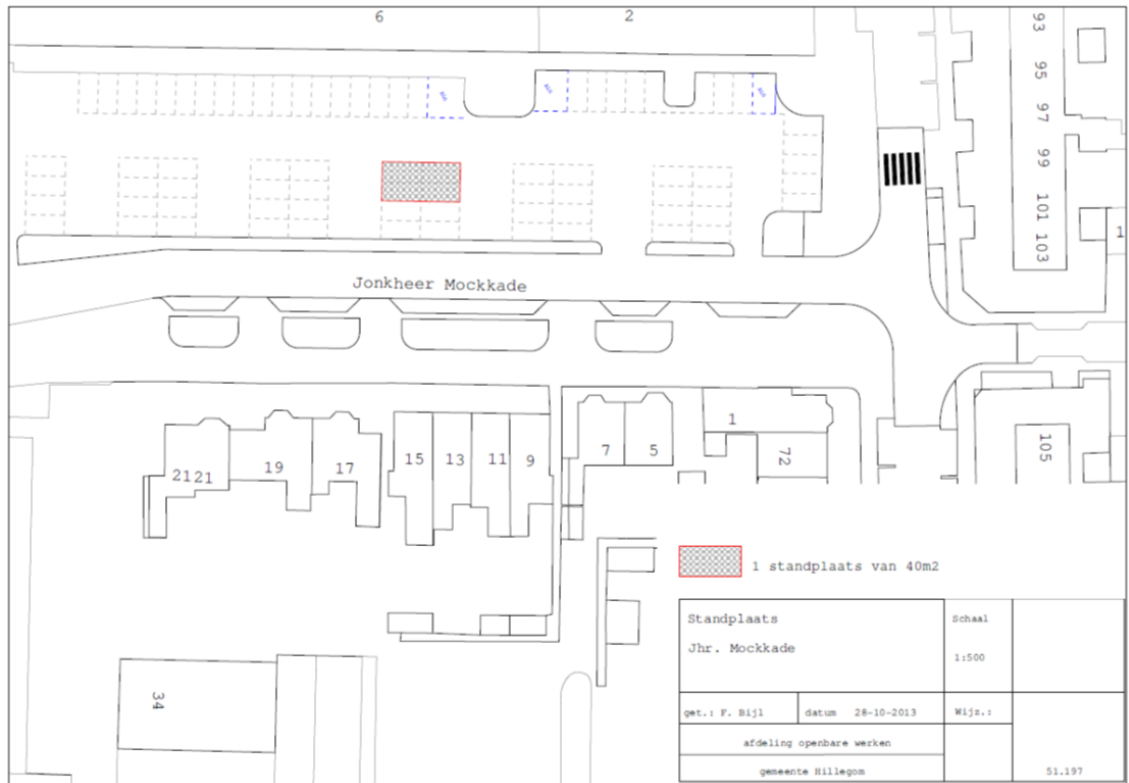 6
2
93
95
97
99
101
103
1
Jonkheer Mockkade
21
21
19
17
15
13
11
9
7
5
1
72
105
34
1 standplaats van 40m2
Standplaats
Jhr. Mockkade
Schaal
1:500
get.: F. Bijl
datum 28-10-2013
Wijz.:
afdeling openbare werken
gemeente Hillegom
51.197